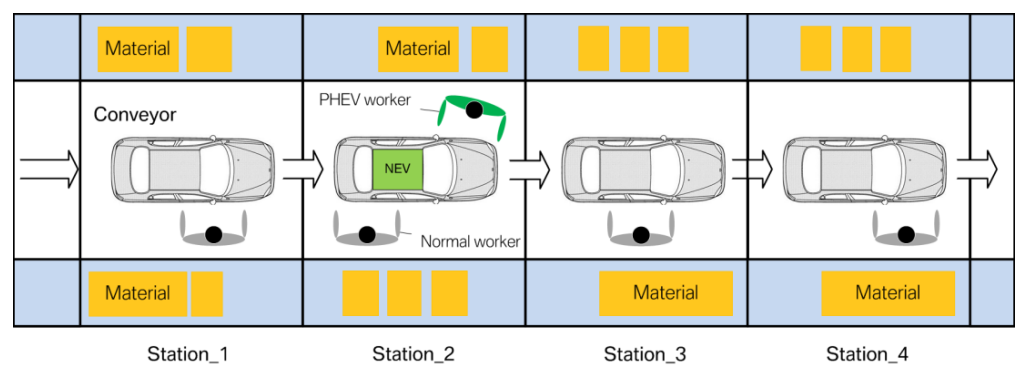 Material
Material
PHEV worker
Conveyor
NEV
Normal worker
Material
Material
Material
Station_1
Station_2
Station_3
Station_4